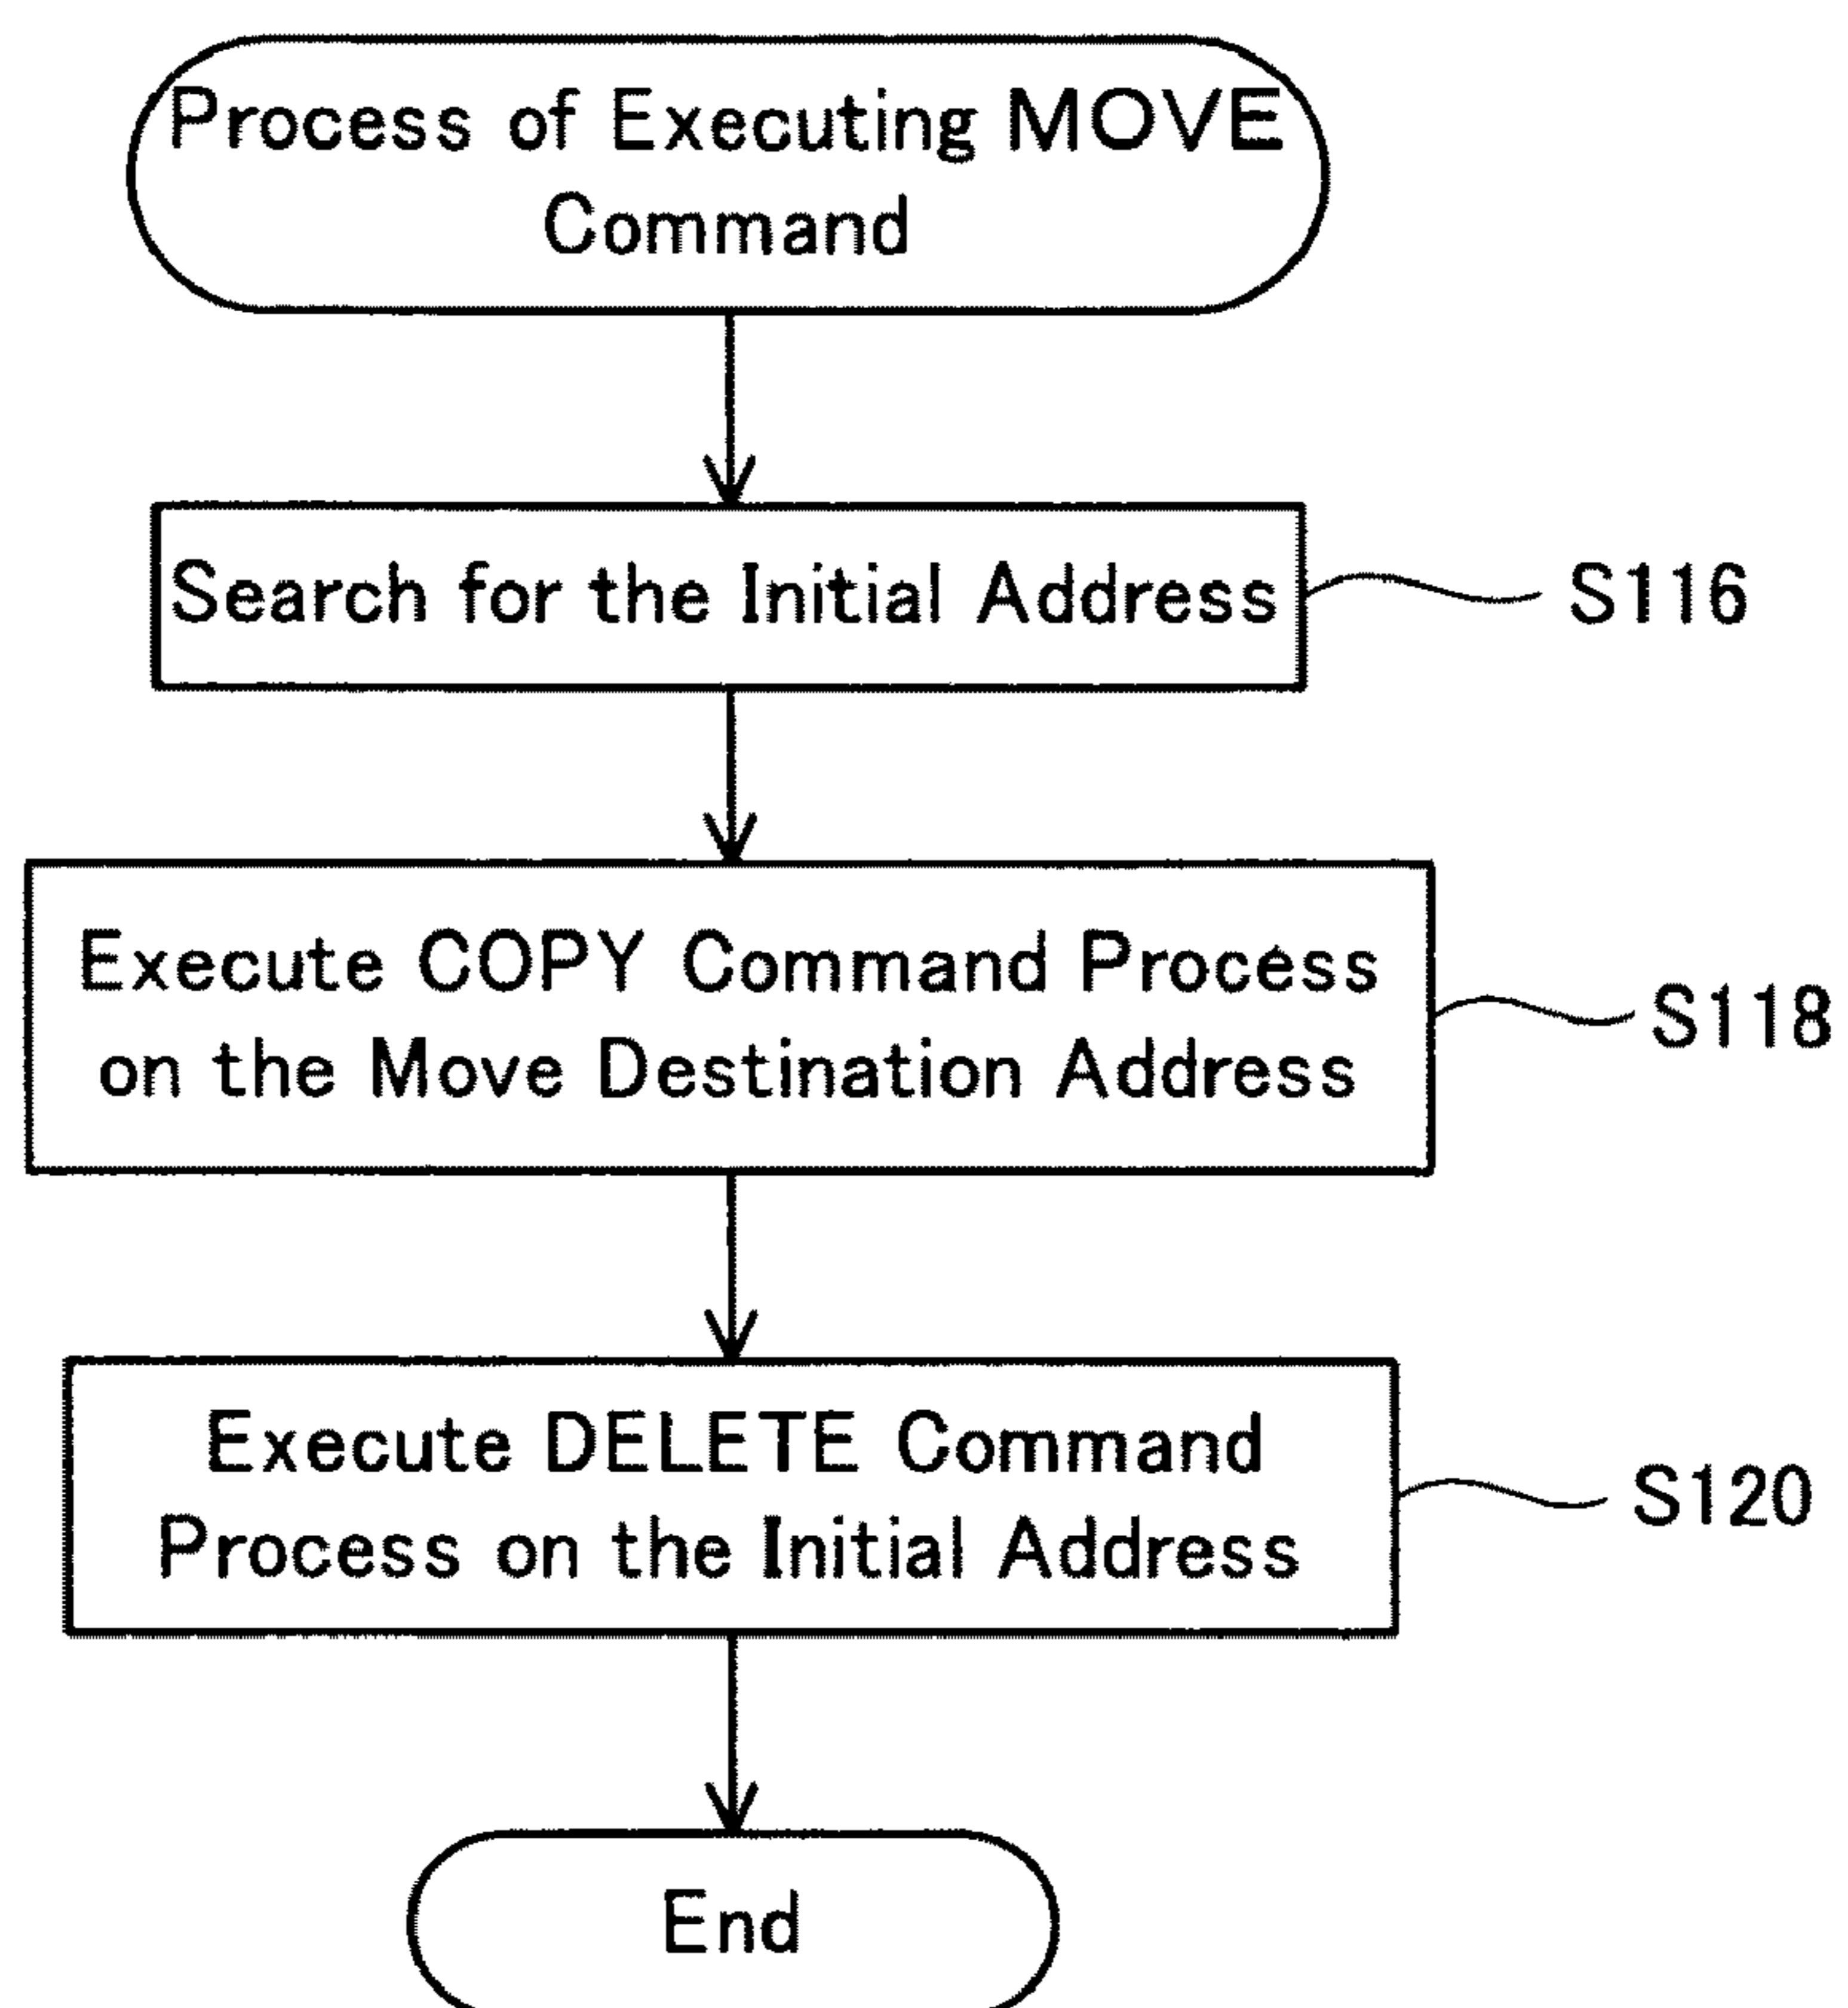 Process of Executing MOVE
Command
Search for the Initial Address
S116
Execute COPY Command Process
on the Move Destination Address
S118
Execute DELETE Command
Process on the Initial Address
S120
End